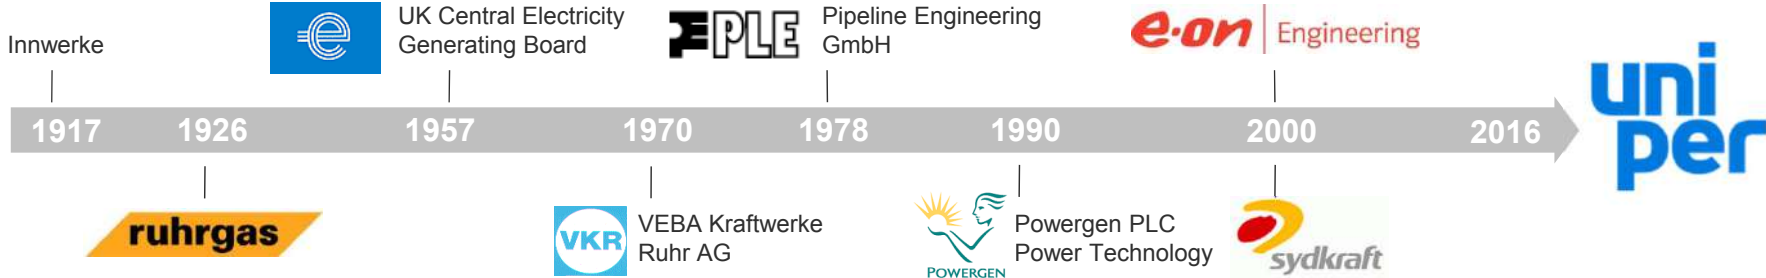 Innwerke
UK Central Electricity
Generating Board
PLE
Pipeline Engineering
GmbH
e·on Engineering
1917 1926 1957 1970 1978 1990 2000 2016
uni
per
ruhrgas
VKR
VEBA Kraftwerke
Ruhr AG
POWERGEN
Powergen PLC
Power Technology
sydkraft